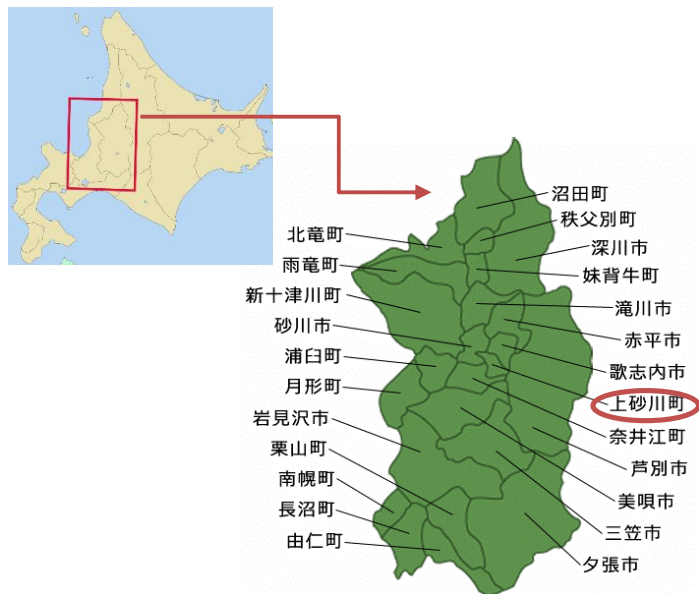 沼田町
秩父別町
北竜町
深川市
雨竜町
妹背牛町
新十津川町
滝川市
砂川市
赤平市
浦臼町
歌志内市
月形町
上砂川町
岩見沢市
奈井江町
栗山町
芦別市
南幌町
美唄市
長沼町
三笠市
由仁町
夕張市